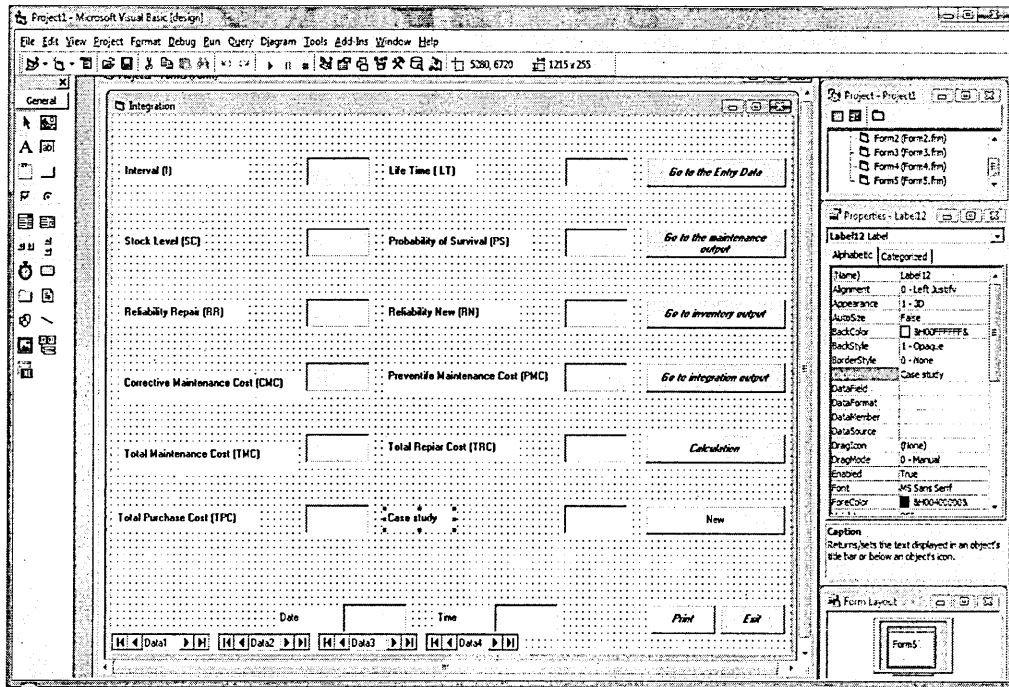 Project1 - Microsoft Visual Basic [design]
File Edit View Project Format Debug Run Query Diagram Tools Add-Ins Window Help
5280, 6720 1215 x 255
General
Integration
Interval (I) Life Time ( LT) Go to the Entry Data
Stock Level (SC) Probability of Survival (PS) Go to the maintenance output
Reliability Repair (RR) Reliability New (RN) Go to inventory output
Corrective Maintenance Cost (CMC) Preventife Maintenance Cost (PMC) Go to integration output
Total Maintenance Cost (TMC) Total Repiar Cost (TRC) Calculation
Total Purchase Cost (TPC) Case study New
Date Time Print Exit
Data1 Data2 Data3 Data4
Project - Project1
Form2 (Form2.frm)
Form3 (Form3.frm)
Form4 (Form4.frm)
Form5 (Form5.frm)
Properties - Label12
Label12 Label
Alphabetic Categorized
(Name) Label12
Alignment 0 - Left Justify
Appearance 1 - 3D
AutoSize False
BackColor &H00FFFFFF&
BackStyle 1 - Opaque
BorderStyle 0 - None
Case study
DataField
DataFormat
DataMember
DataSource
DragIcon (None)
DragMode 0 - Manual
Enabled True
Font MS Sans Serif
ForeColor
Caption
Returns/sets the text displayed in an object's title bar or below an object's icon.
Form Layout
Form5